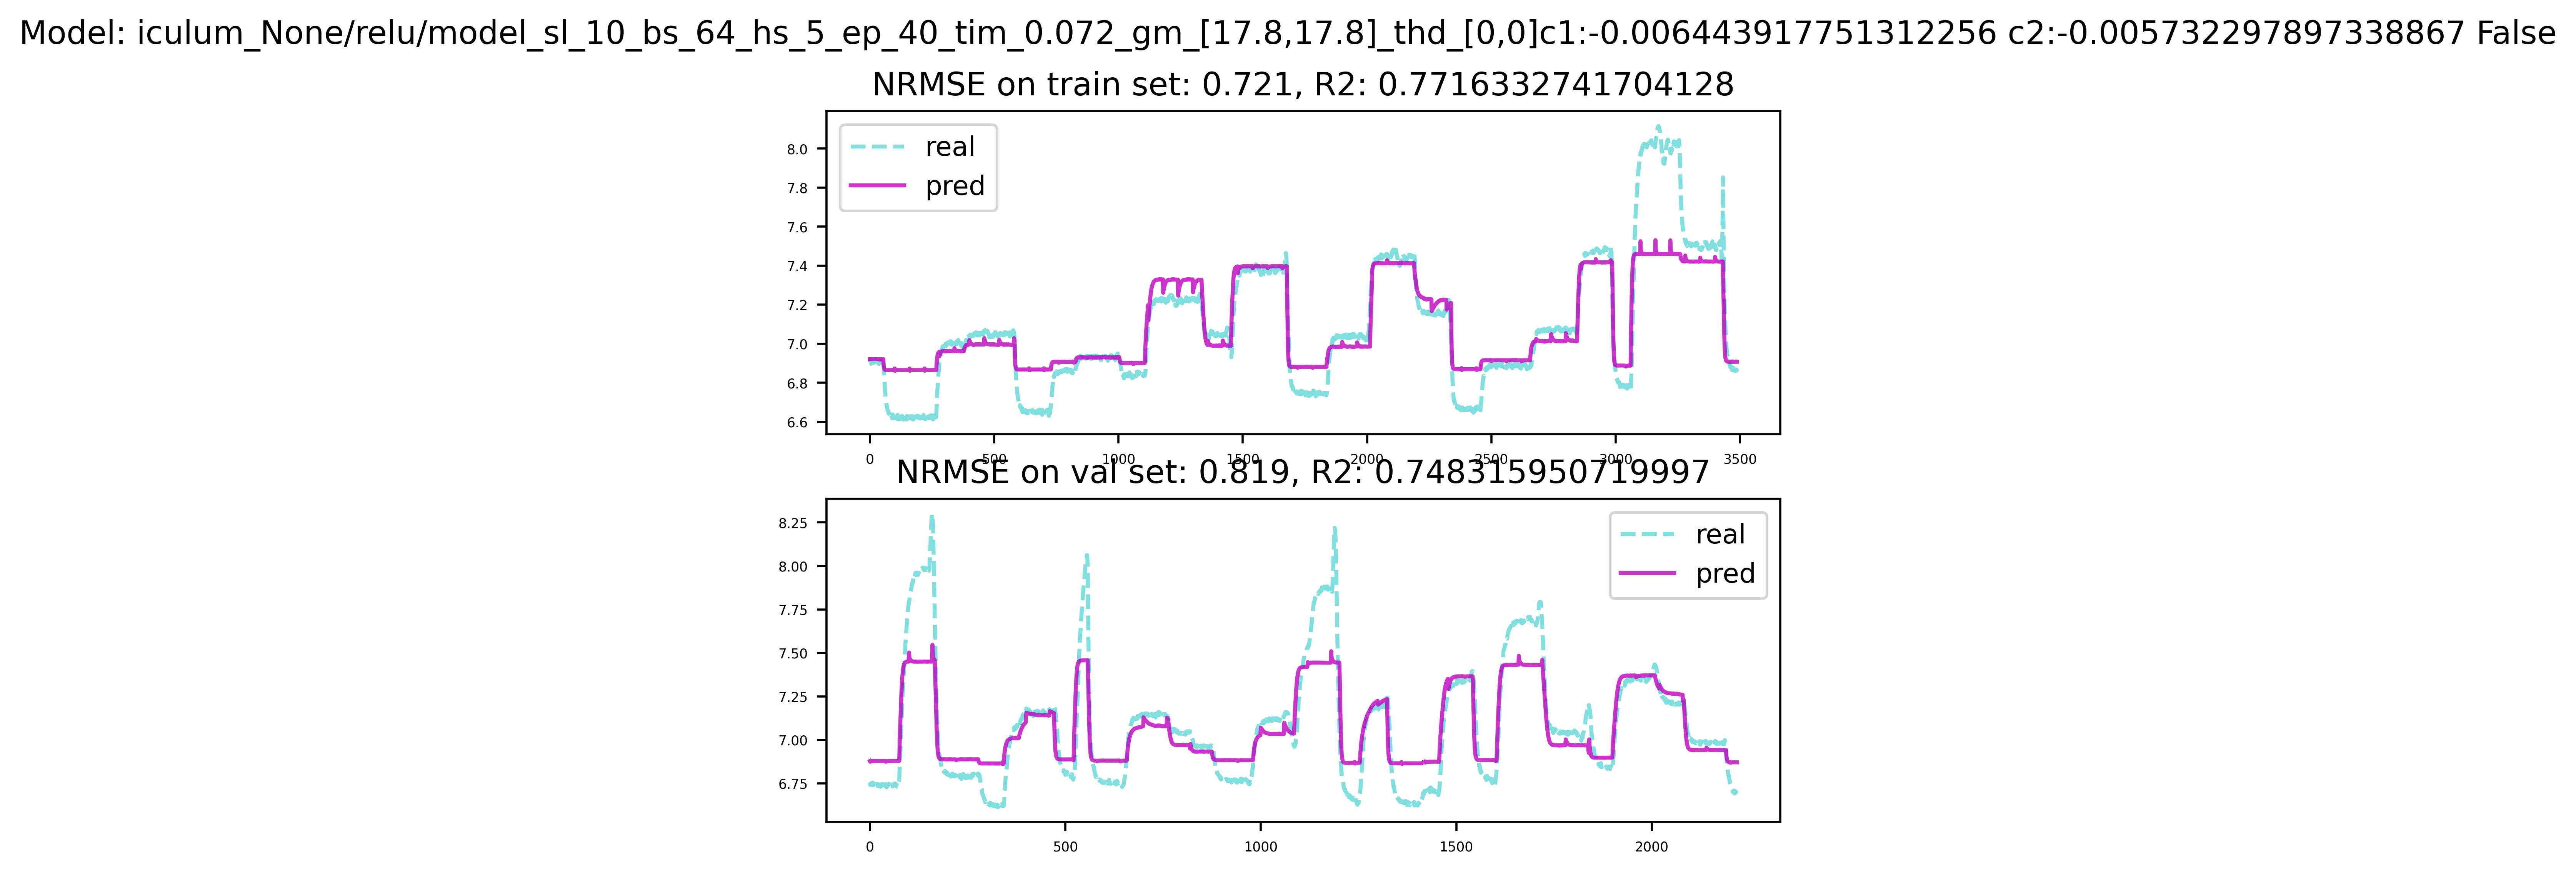 Model: iculum_None/relu/model_sl_10_bs_64_hs_5_ep_40_tim_0.072_gm_[17.8,17.8]_thd_[0,0]c1:-0.006443917751312256 c2:-0.005732297897338867 False
NRMSE on train set: 0.721, R2: 0.7716332741704128
real
pred
8.0
7.8
7.6
7.4
7.2
7.0
6.8
6.6
0 500 1000 1500 2000 2500 3000 3500
NRMSE on val set: 0.819, R2: 0.748315950719997
real
pred
8.25
8.00
7.75
7.50
7.25
7.00
6.75
0 500 1000 1500 2000